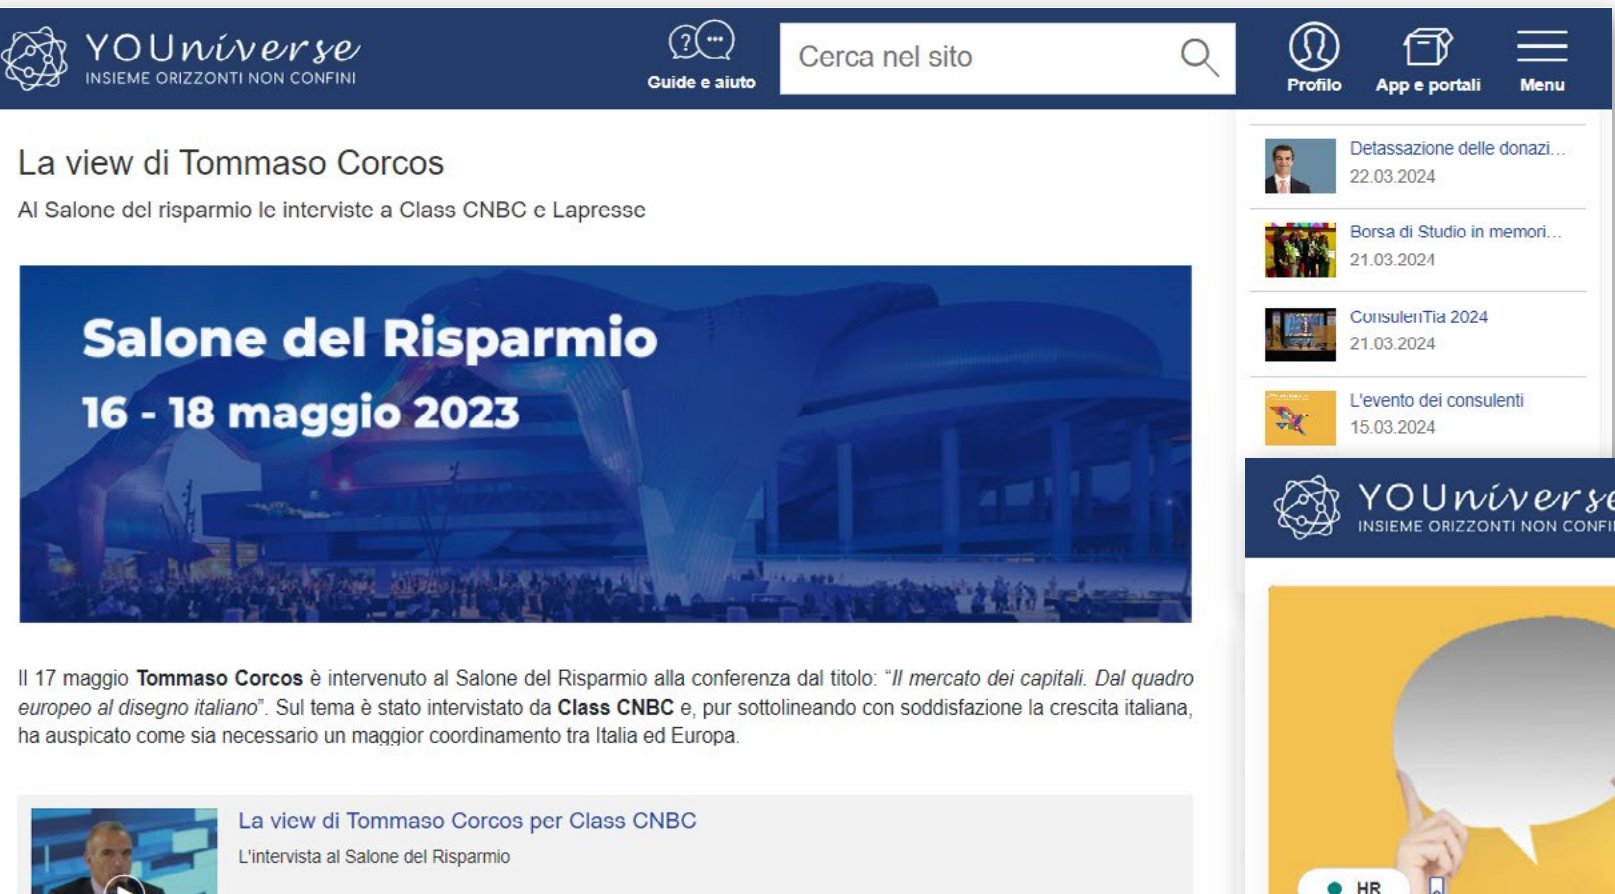 YOUniverse
INSIEME ORIZZONTI NON CONFINI
Guide e aiuto
Cerca nel sito
Profilo
App e portali
Menu
La view di Tommaso Corcos
Al Salone del risparmio le interviste a Class CNBC e Lapresse
Salone del Risparmio
16 - 18 maggio 2023
Il 17 maggio Tommaso Corcos è intervenuto al Salone del Risparmio alla conferenza dal titolo: “Il mercato dei capitali. Dal quadro
europeo al disegno italiano”. Sul tema è stato intervistato da Class CNBC e, pur sottolineando con soddisfazione la crescita italiana,
ha auspicato come sia necessario un maggior coordinamento tra Italia ed Europa.
La view di Tommaso Corcos per Class CNBC
L'intervista al Salone del Risparmio
Detassazione delle donazi...
22.03.2024
Borsa di Studio in memori...
21.03.2024
ConsulenTia 2024
21.03.2024
L'evento dei consulenti
15.03.2024
YOUniverse
INSIEME ORIZZONTI NON CONFI
HR